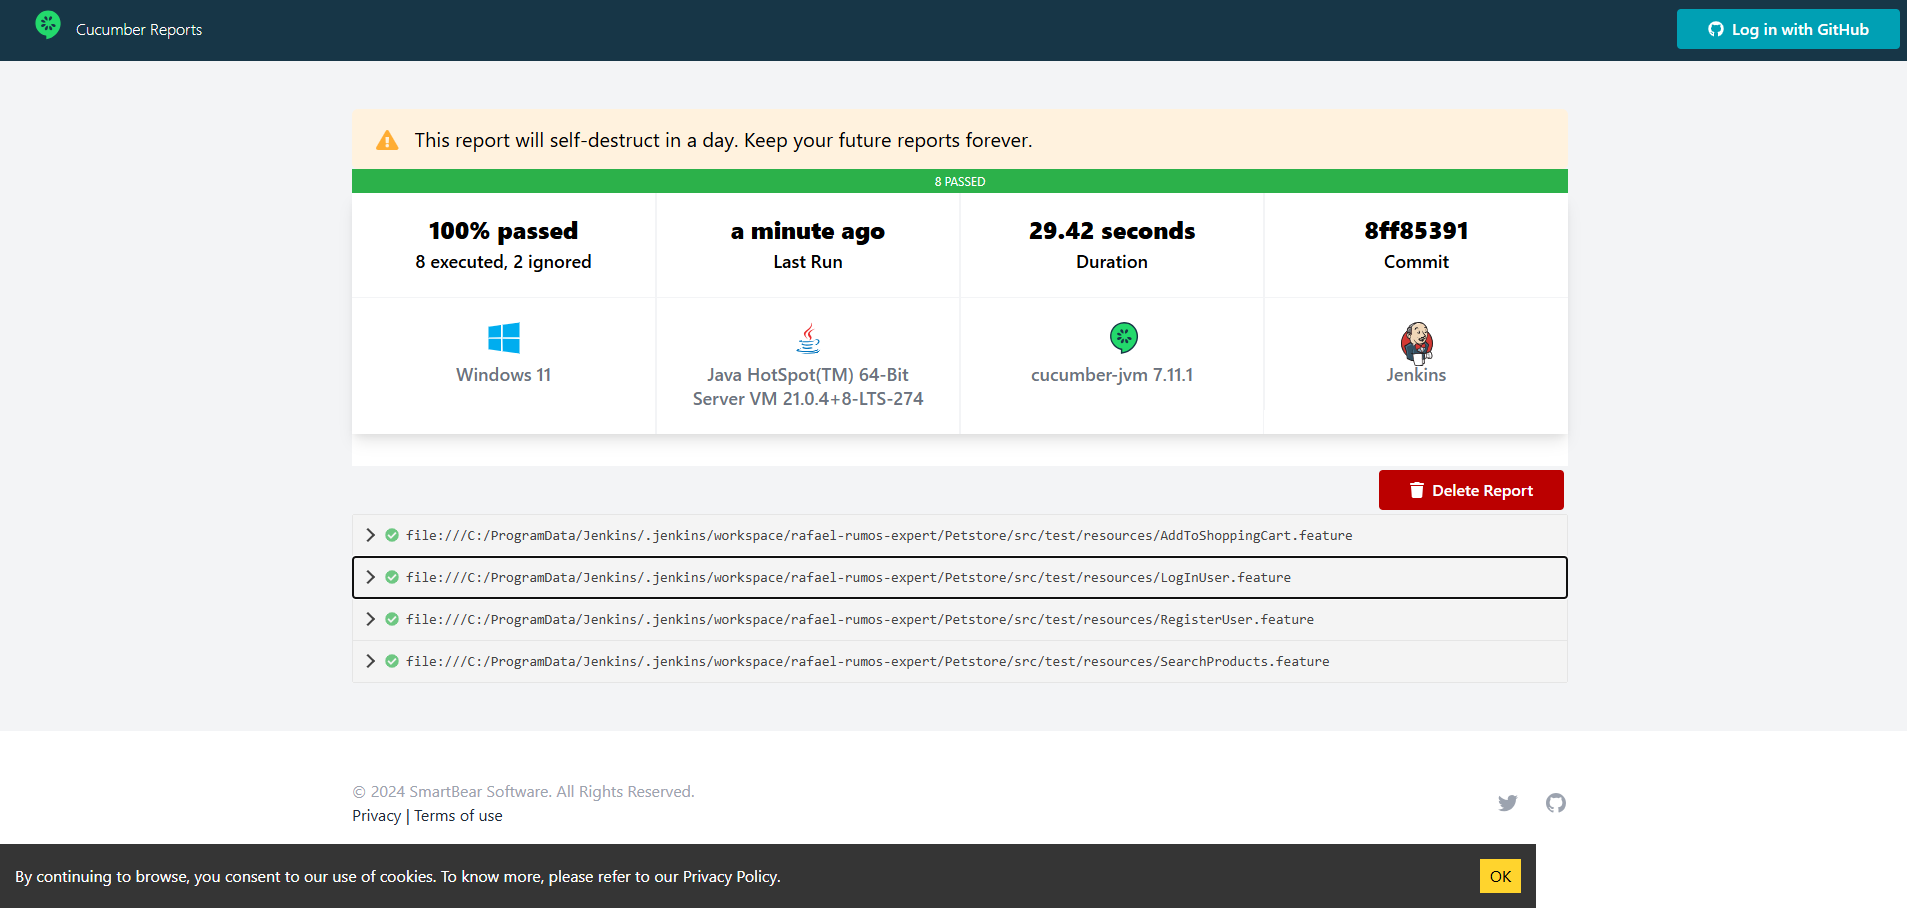 Cucumber Reports
Log in with GitHub
This report will self-destruct in a day. Keep your future reports forever.
8 PASSED
100% passed
8 executed, 2 ignored
a minute ago
Last Run
29.42 seconds
Duration
8ff85391
Commit
Windows 11
Java HotSpot(TM) 64-Bit
Server VM 21.0.4+8-LTS-274
cucumber-jvm 7.11.1
Jenkins
Delete Report
file:///C:/ProgramData/Jenkins/.jenkins/workspace/rafael-rumos-expert/Petstore/src/test/resources/AddToShoppingCart.feature
file:///C:/ProgramData/Jenkins/.jenkins/workspace/rafael-rumos-expert/Petstore/src/test/resources/LogInUser.feature
file:///C:/ProgramData/Jenkins/.jenkins/workspace/rafael-rumos-expert/Petstore/src/test/resources/RegisterUser.feature
file:///C:/ProgramData/Jenkins/.jenkins/workspace/rafael-rumos-expert/Petstore/src/test/resources/SearchProducts.feature
© 2024 SmartBear Software. All Rights Reserved.
Privacy | Terms of use
By continuing to browse, you consent to our use of cookies. To know more, please refer to our Privacy Policy.
OK